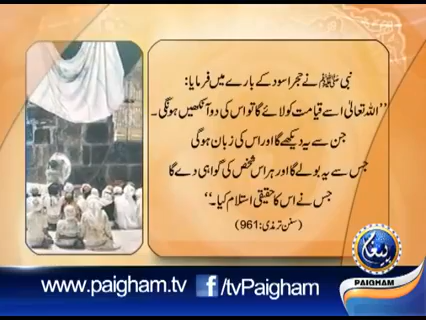 نبی ﷺ نے حجر اسود کے بارے میں فرمایا:
’’اللہ تعالیٰ اسے قیامت کو لائے گا تو اس کی دو آنکھیں ہونگی۔
جن سے یہ دیکھے گا اور اس کی زبان ہوگی
جس سے یہ بولے گا اور ہر اس شخص کی گواہی دے گا
جس نے اس کا حقیقی استلام کیا۔‘‘
(سنن ترمذی: 961)
پیغام
PAIGHAM
www.paigham.tv f /tvPaigham